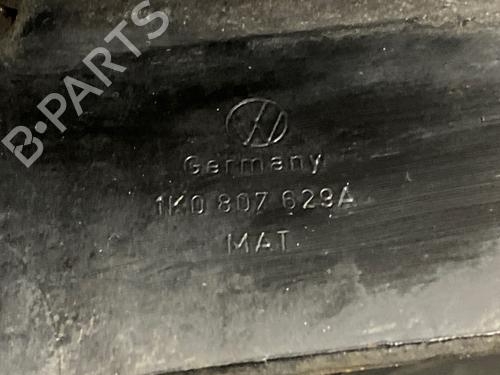 B-PARTS
Germany
1K0 807 629A
MAT.